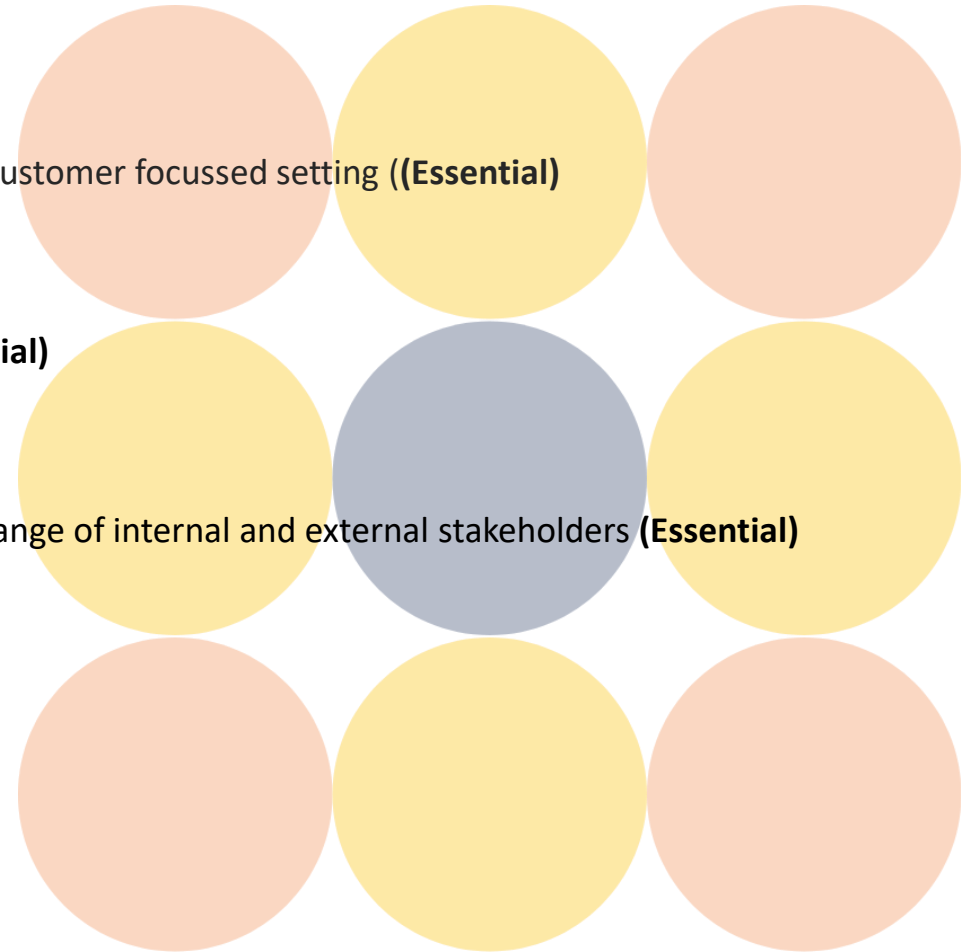 ustomer focussed setting ((Essential)
ial)
ange of internal and external stakeholders (Essential)